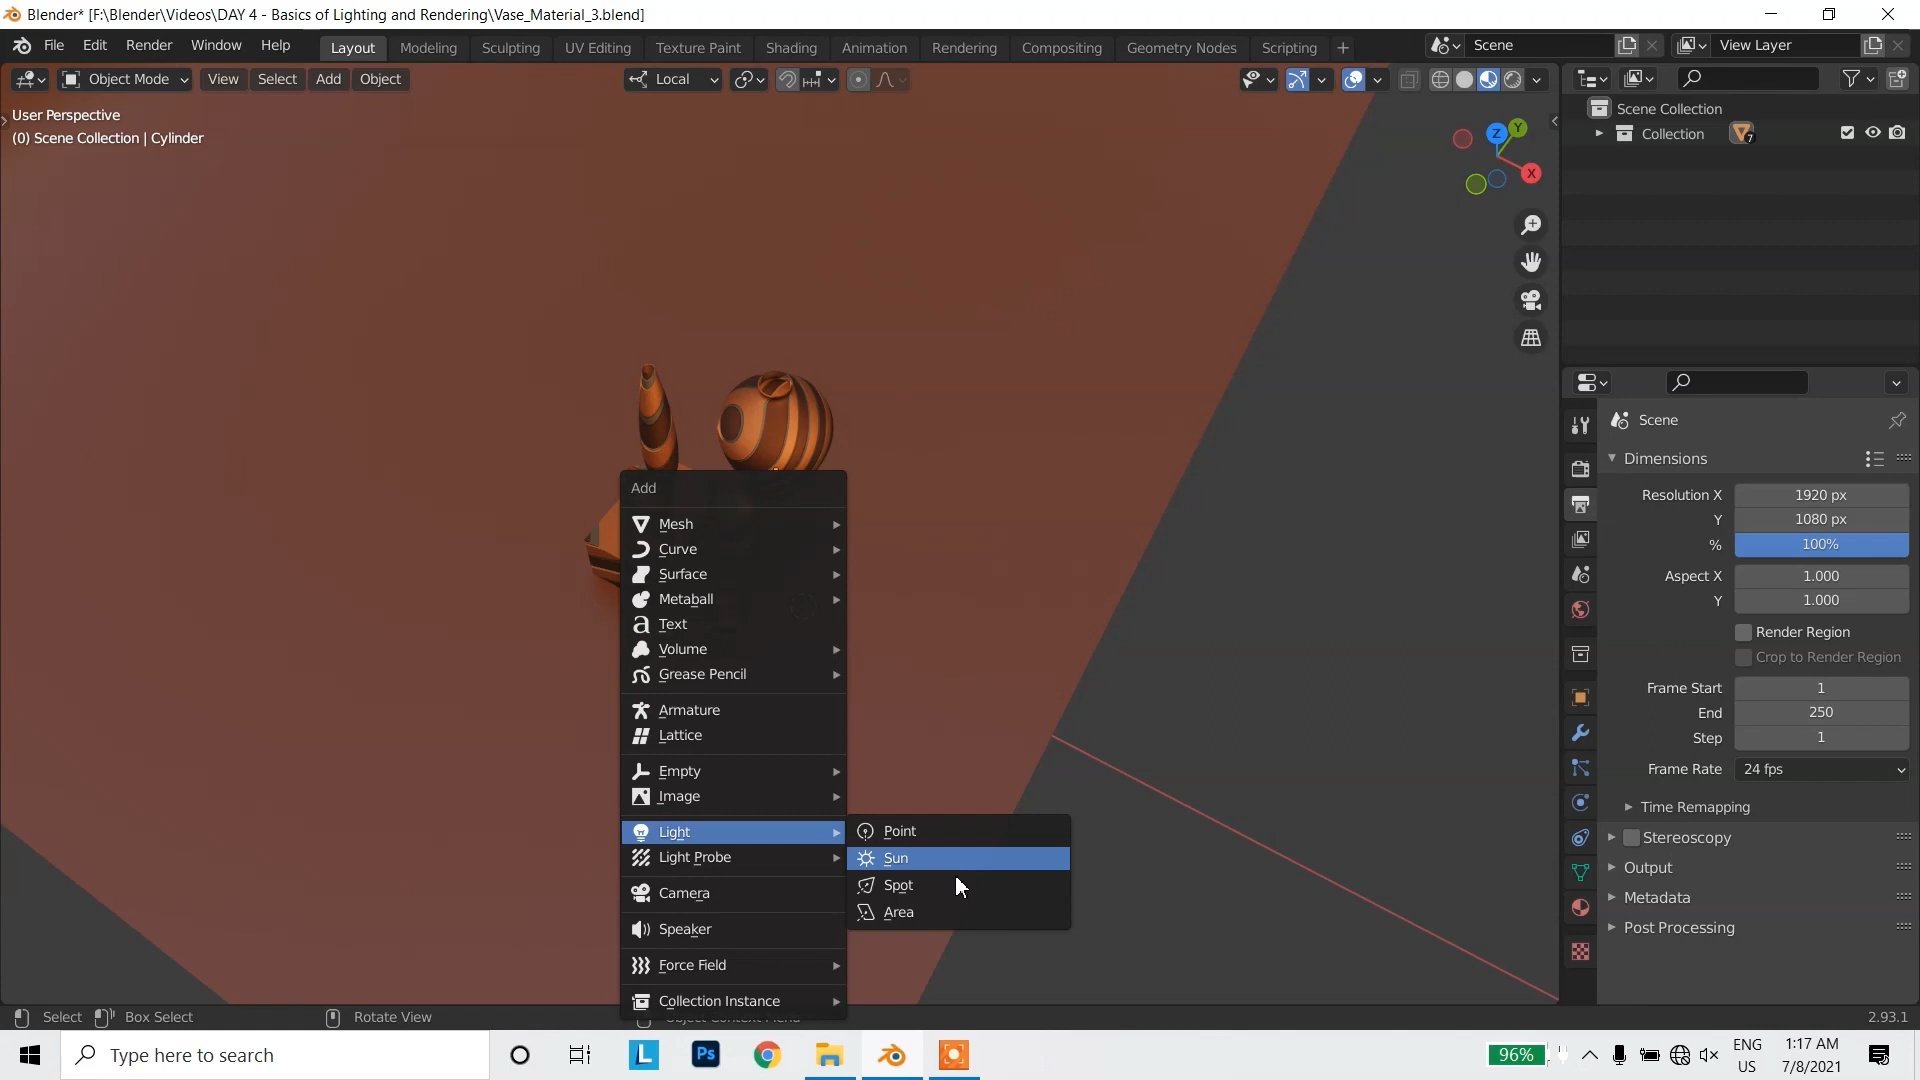 Blender* [F:\Blender\Videos\DAY 4 - Basics of Lighting and Rendering\Vase_Material_3.blend]
File Edit Render Window Help
Layout Modeling Sculpting UV Editing Texture Paint Shading Animation Rendering Compositing Geometry Nodes Scripting +
Scene
View Layer
Object Mode View Select Add Object
Local
User Perspective
(0) Scene Collection | Cylinder
Z
Y
X
Scene Collection
Collection
7
Scene
Dimensions
Resolution X 1920 px
Y 1080 px
% 100%
Aspect X 1.000
Y 1.000
Render Region
Crop to Render Region
Frame Start 1
End 250
Step 1
Frame Rate 24 fps
Time Remapping
Stereoscopy
Output
Metadata
Post Processing
Add
Mesh
Curve
Surface
Metaball
Text
Volume
Grease Pencil
Armature
Lattice
Empty
Image
Light
Light Probe
Camera
Speaker
Force Field
Collection Instance
Point
Sun
Spot
Area
Select Box Select Rotate View Object Context Menu 2.93.1
Type here to search
L
Ps
96%
ENG
US
1:17 AM
7/8/2021